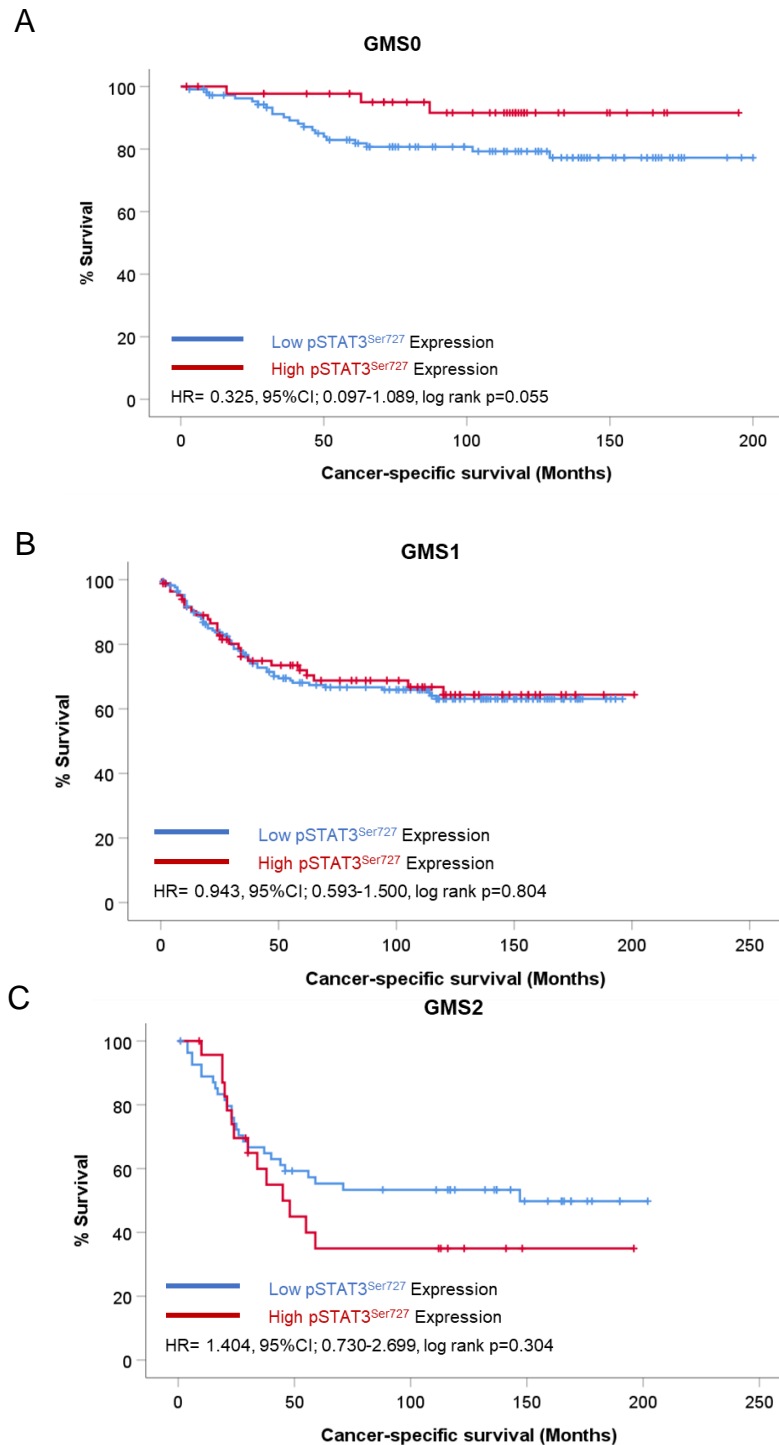 A
GMS0
100
80
60
40
20
0
% Survival
Low pSTAT3Ser727 Expression
High pSTAT3Ser727 Expression
HR= 0.325, 95%CI; 0.097-1.089, log rank p=0.055
0 50 100 150 200
Cancer-specific survival (Months)
B
GMS1
100
80
60
40
20
0
% Survival
Low pSTAT3Ser727 Expression
High pSTAT3Ser727 Expression
HR= 0.943, 95%CI; 0.593-1.500, log rank p=0.804
0 50 100 150 200 250
Cancer-specific survival (Months)
C
GMS2
100
80
60
40
20
0
% Survival
Low pSTAT3Ser727 Expression
High pSTAT3Ser727 Expression
HR= 1.404, 95%CI; 0.730-2.699, log rank p=0.304
0 50 100 150 200 250
Cancer-specific survival (Months)